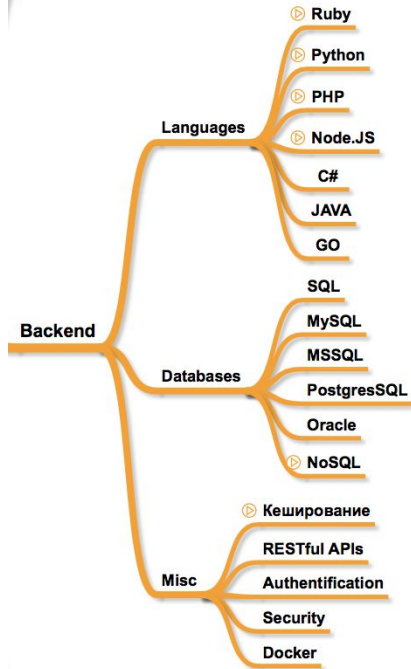 Backend
Languages
Ruby
Python
PHP
Node.JS
C#
JAVA
GO
Databases
SQL
MySQL
MSSQL
PostgresSQL
Oracle
NoSQL
Misc
Кеширование
RESTful APIs
Authentification
Security
Docker